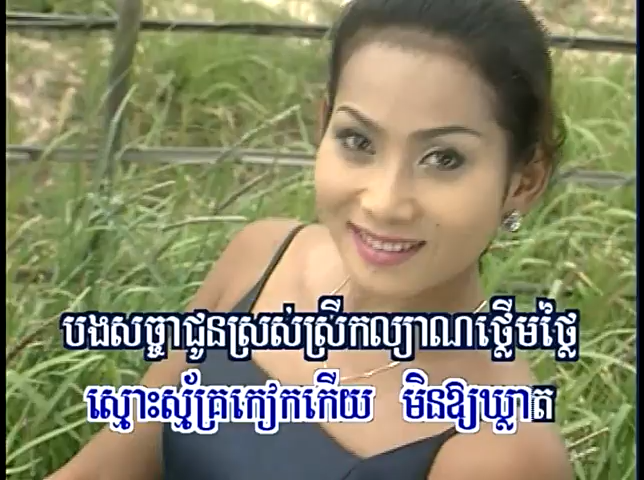 បងសច្ចាជូនស្រស់ស្រីកល្យាណថ្លើមថ្លៃ
ស្មោះស្ម័គ្រកៀកកើយ មិនឱ្យឃ្លាត